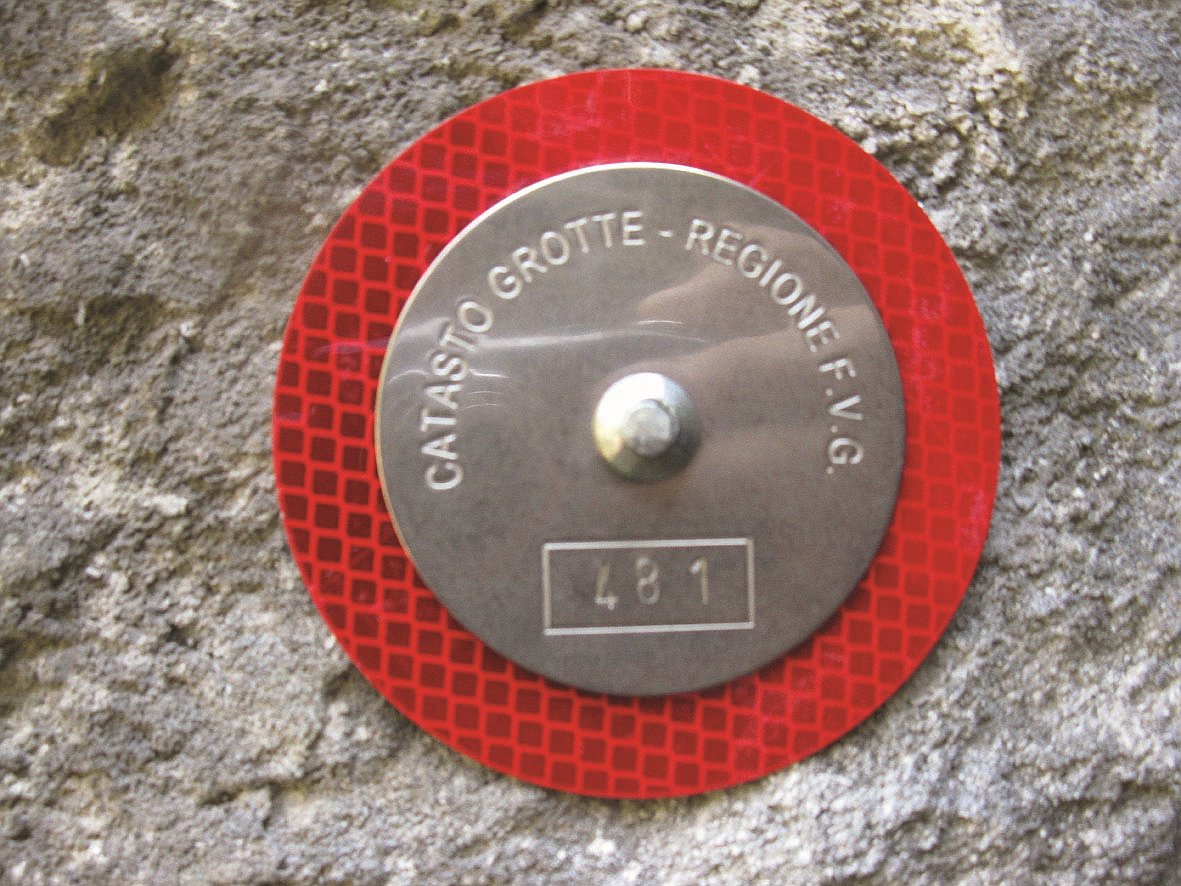 CATASTO GROTTE - REGIONE F.V.G.
481